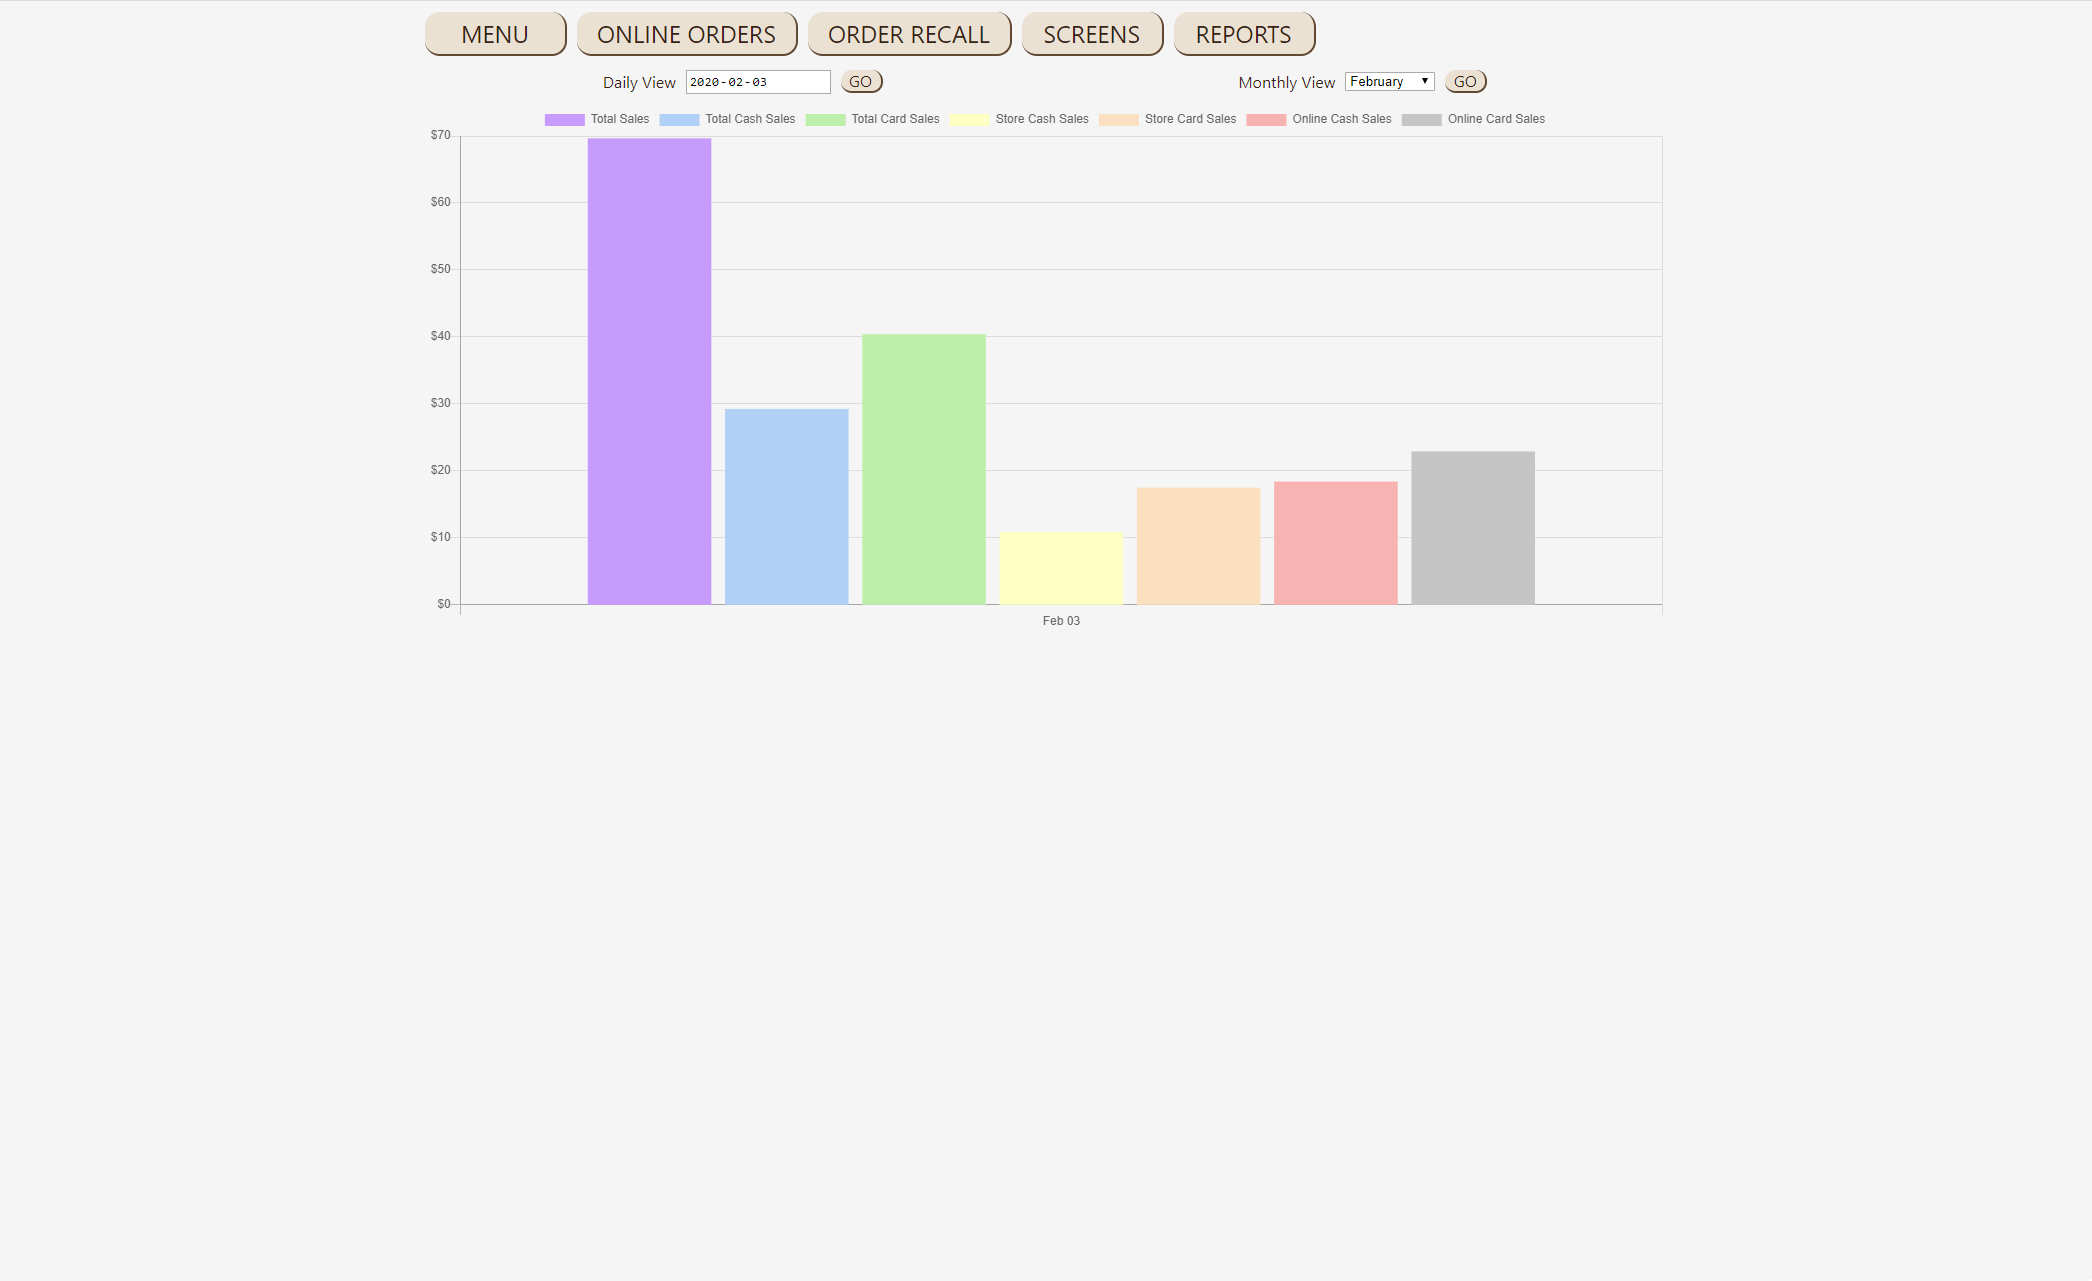 MENU ONLINE ORDERS ORDER RECALL SCREENS REPORTS
Daily View 2020-02-03 GO Monthly View February GO
Total Sales Total Cash Sales Total Card Sales Store Cash Sales Store Card Sales Online Cash Sales Online Card Sales
$70
$60
$50
$40
$30
$20
$10
$0
Feb 03